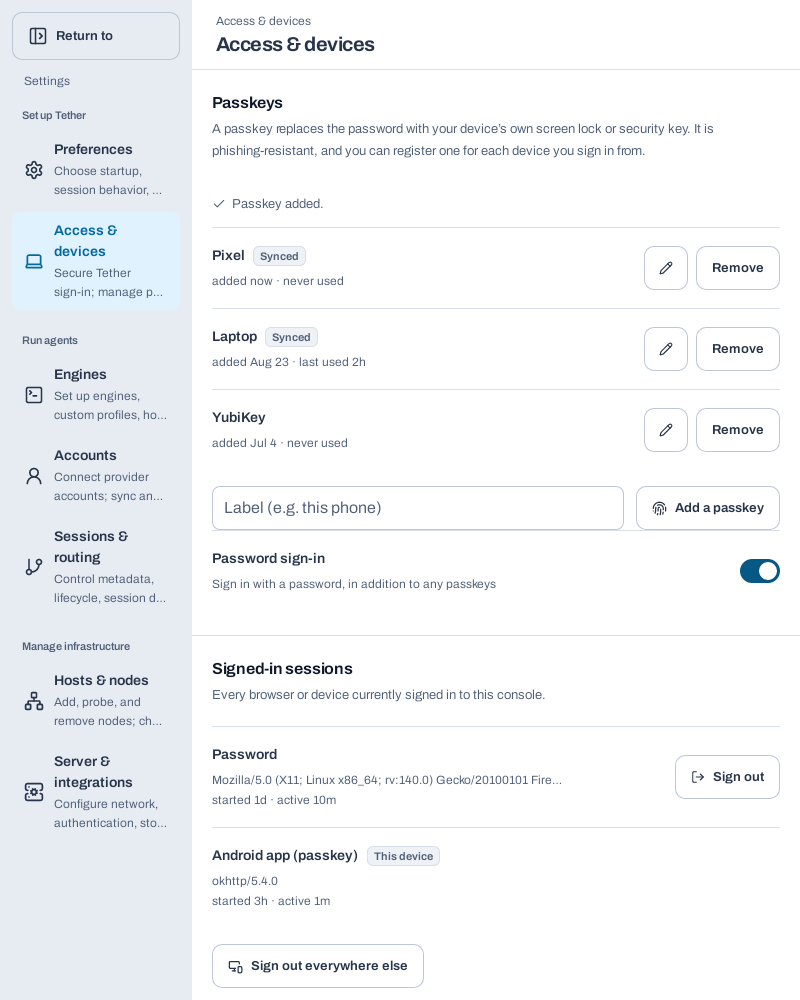 Return to
Settings
Set up Tether
Preferences
Choose startup,
session behavior, ...
Access &
devices
Secure Tether
sign-in; manage p...
Run agents
Engines
Set up engines,
custom profiles, ho...
Accounts
Connect provider
accounts; sync an...
Sessions &
routing
Control metadata,
lifecycle, session d...
Manage infrastructure
Hosts & nodes
Add, probe, and
remove nodes; ch...
Server &
integrations
Configure network,
authentication, sto...
Access & devices
Access & devices
Passkeys
A passkey replaces the password with your device’s own screen lock or security key. It is
phishing-resistant, and you can register one for each device you sign in from.
Passkey added.
Pixel Synced
added now · never used
Remove
Laptop Synced
added Aug 23 · last used 2h
Remove
YubiKey
added Jul 4 · never used
Remove
Label (e.g. this phone)
Add a passkey
Password sign-in
Sign in with a password, in addition to any passkeys
Signed-in sessions
Every browser or device currently signed in to this console.
Password
Mozilla/5.0 (X11; Linux x86_64; rv:140.0) Gecko/20100101 Fire...
started 1d · active 10m
Sign out
Android app (passkey) This device
okhttp/5.4.0
started 3h · active 1m
Sign out everywhere else